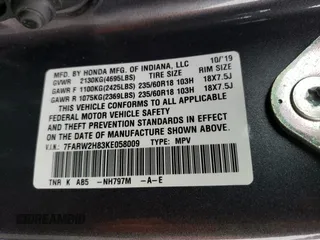 MFD. BY HONDA MFG. OF INDIANA, LLC 10/'19
GVWR 2130KG(4695LBS) TIRE SIZE RIM SIZE
GAWR F 1100KG(2425LBS) 235/60R18 103H 18X7.5J
GAWR R 1075KG(2369LBS) 235/60R18 103H 18X7.5J
THIS VEHICLE CONFORMS TO ALL APPLICABLE
FEDERAL MOTOR VEHICLE
SAFETY STANDARDS IN EFFECT
ON THE DATE OF MANUFACTURE SHOWN ABOVE.
V.I.N.: 7FARW2H83KE058009 TYPE: MPV
TNR K A85 -NH797M -A-E